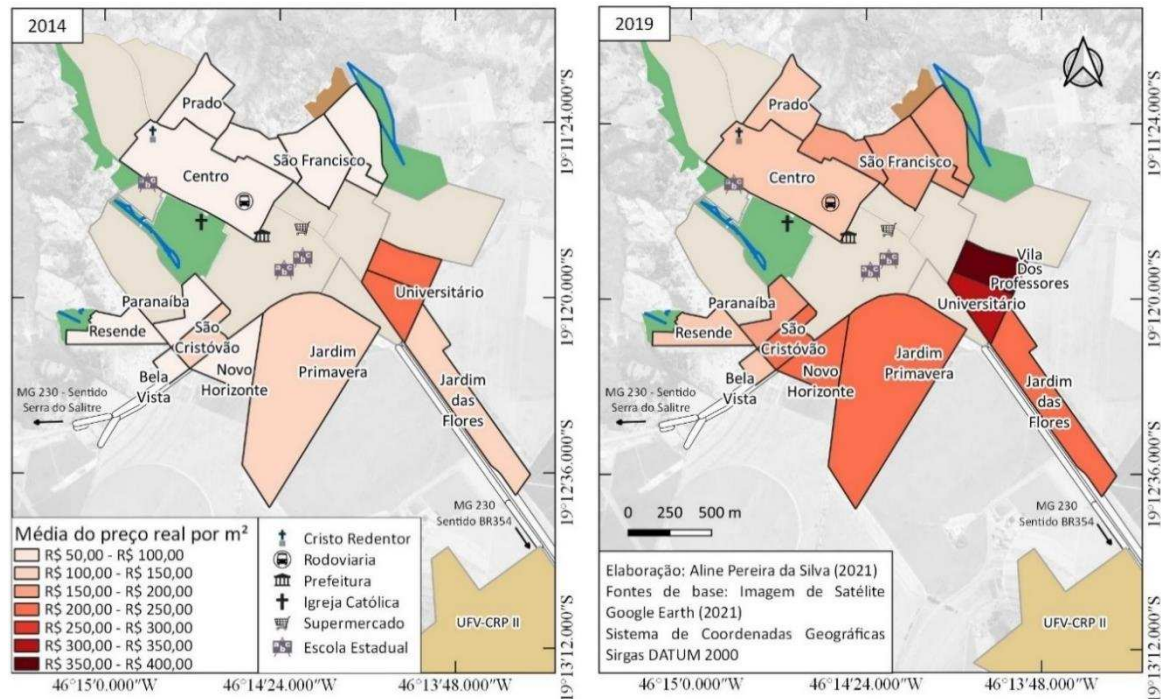 2014
Prado
São Francisco
Centro
Universitário
Paranaíba
Resende
São
Cristóvão
Jardim
Primavera
Novo
Horizonte
Bela
Vista
Jardim
das
Flores
MG 230 - Sentido
Serra do Salitre
MG 230
Sentido BR354
UFV-CRP II
Média do preço real por m²
R$ 50,00 - R$ 100,00
R$ 100,00 - R$ 150,00
R$ 150,00 - R$ 200,00
R$ 200,00 - R$ 250,00
R$ 250,00 - R$ 300,00
R$ 300,00 - R$ 350,00
R$ 350,00 - R$ 400,00
Cristo Redentor
Rodoviaria
Prefeitura
Igreja Católica
Supermercado
abc Escola Estadual
abc
abc
abc
19°11'24.000"S
19°12'0.000"S
19°12'36.000"S
19°13'12.000"S
46°15'0.000"W
46°14'24.000"W
46°13'48.000"W
2019
Prado
São Francisco
Centro
Vila
Dos
Professores
Universitário
Paranaíba
Resende
São
Cristóvão
Jardim
Primavera
Novo
Horizonte
Bela
Vista
Jardim
das
Flores
MG 230 - Sentido
Serra do Salitre
MG 230
Sentido BR354
UFV-CRP II
abc
abc
abc
0 250 500 m
Elaboração: Aline Pereira da Silva (2021)
Fontes de base: Imagem de Satélite
Google Earth (2021)
Sistema de Coordenadas Geográficas
Sirgas DATUM 2000
19°11'24.000"S
19°12'0.000"S
19°12'36.000"S
19°13'12.000"S
46°15'0.000"W
46°14'24.000"W
46°13'48.000"W